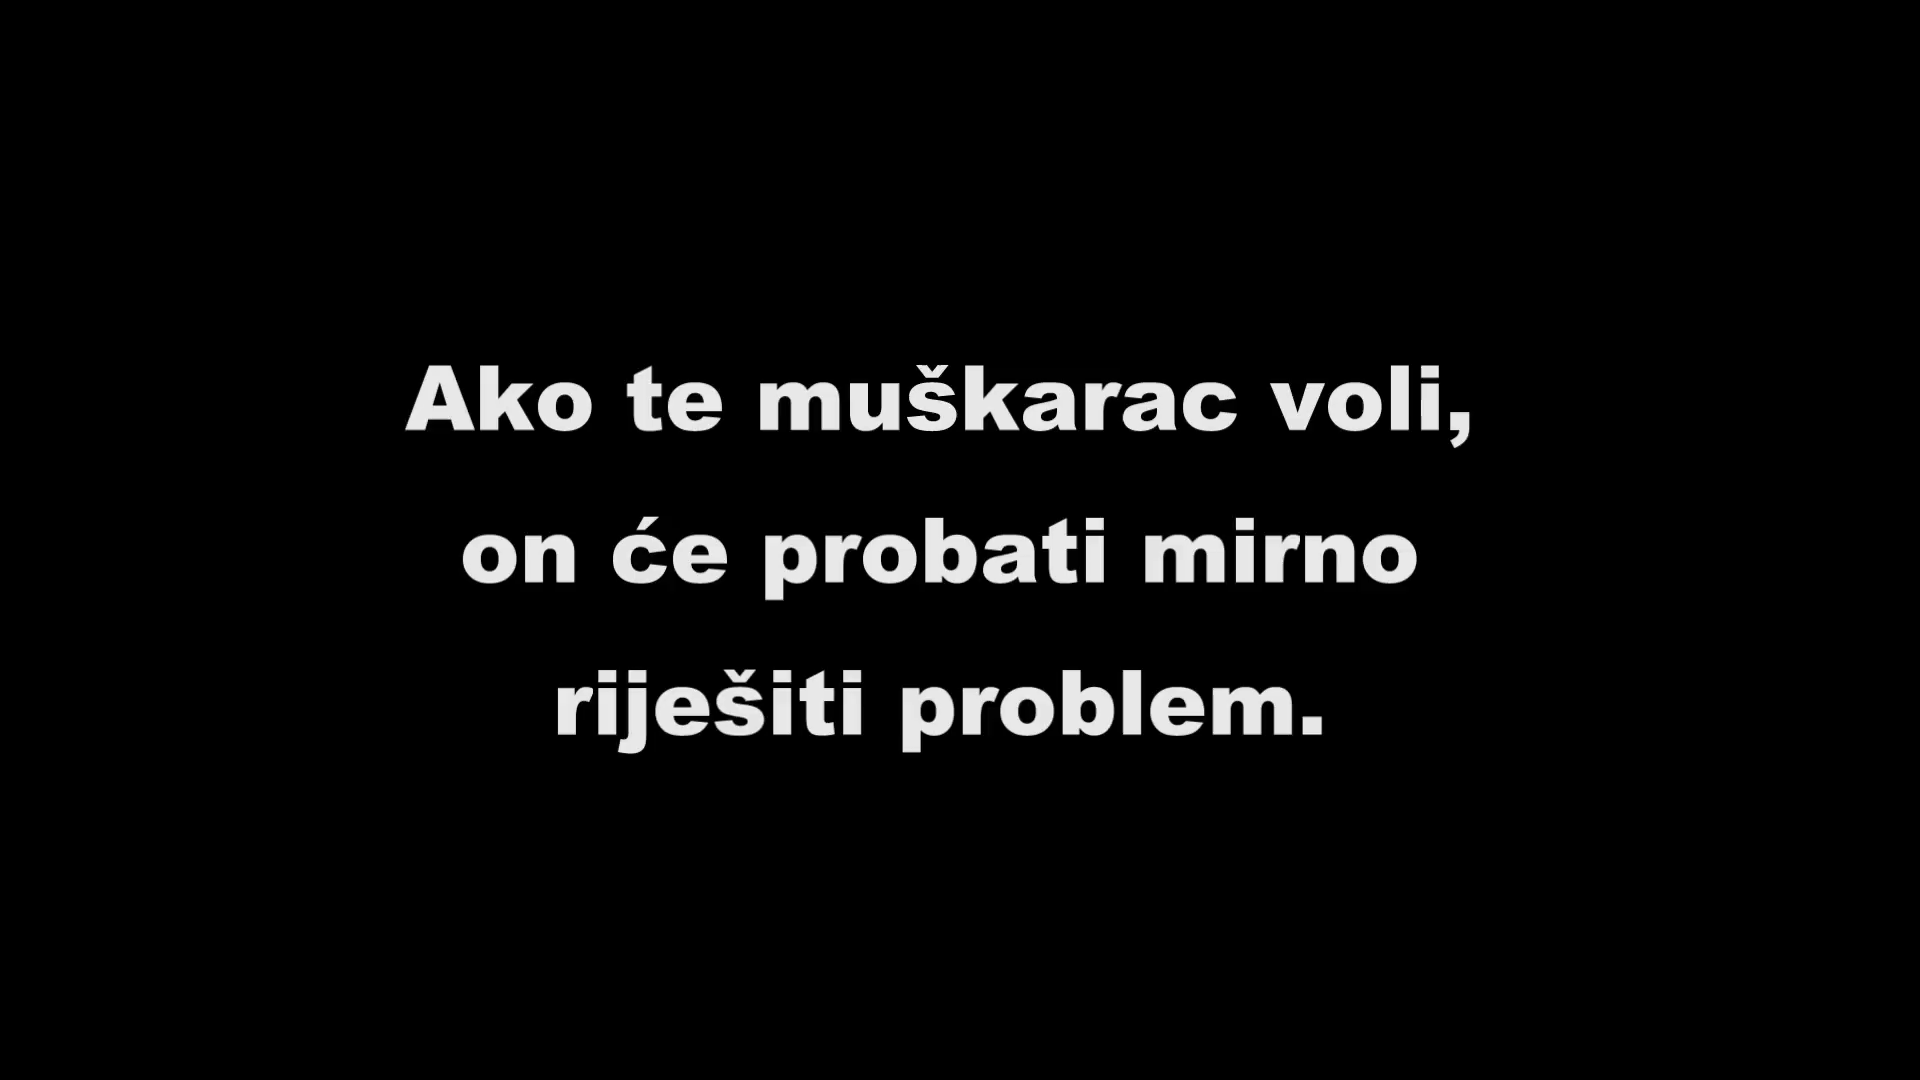 Ako te muškarac voli,
on će probati mirno
riješiti problem.